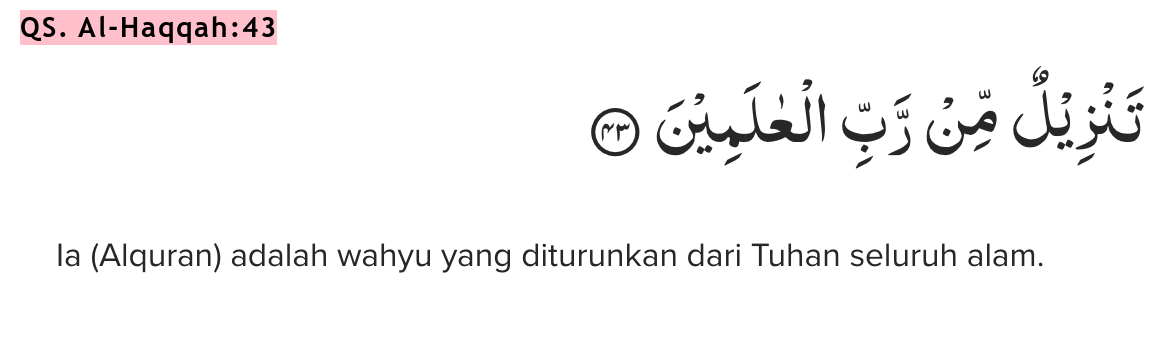 QS. Al-Haqqah:43
تَنْزِيْلٌ مِّنْ رَّبِّ الْعٰلَمِيْنَ ۝٤٣
Ia (Alquran) adalah wahyu yang diturunkan dari Tuhan seluruh alam.